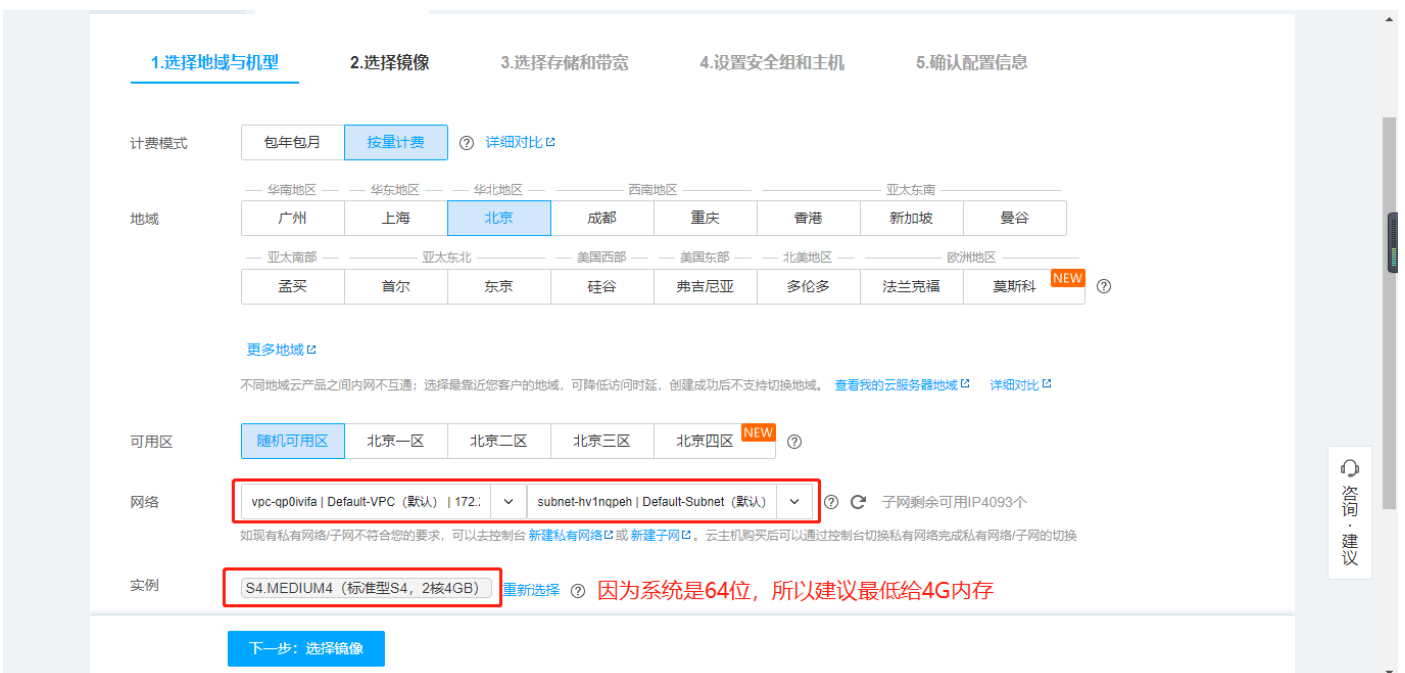 1.选择地域与机型 2.选择镜像 3.选择存储和带宽 4.设置安全组和主机 5.确认配置信息
计费模式 包年包月 按量计费 详细对比
华南地区 华东地区 华北地区 西南地区 亚太东南
地域 广州 上海 北京 成都 重庆 香港 新加坡 曼谷
亚太南部 亚太东北 美国西部 美国东部 北美地区 欧洲地区
孟买 首尔 东京 硅谷 弗吉尼亚 多伦多 法兰克福 莫斯科 NEW
更多地域
不同地域云产品之间内网不互通；选择最靠近您客户的地域，可降低访问时延，创建成功后不支持切换地域。 查看我的云服务器地域 详细对比
可用区 随机可用区 北京一区 北京二区 北京三区 北京四区 NEW
网络 vpc-qp0ivifa | Default-VPC（默认） | 172.: subnet-hv1nqpeh | Default-Subnet（默认） 子网剩余可用IP4093个
如现有私有网络/子网不符合您的要求，可以去控制台 新建私有网络 或 新建子网 。云主机购买后可以通过控制台切换私有网络完成私有网络/子网的切换
实例 S4.MEDIUM4（标准型S4，2核4GB） 重新选择 因为系统是64位，所以建议最低给4G内存
下一步：选择镜像
咨询·建议